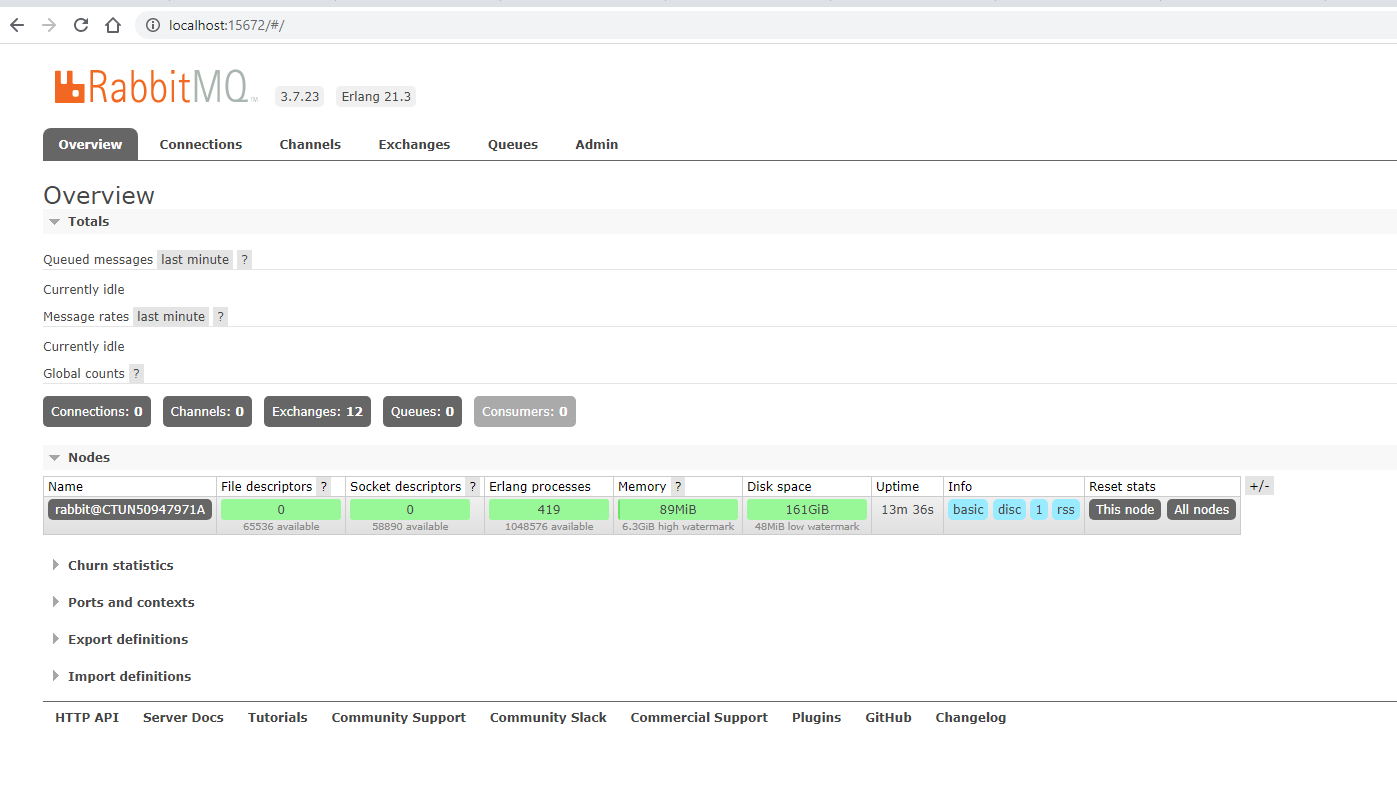 localhost:15672/#/
RabbitMQ TM 3.7.23 Erlang 21.3
Overview Connections Channels Exchanges Queues Admin
Overview
Totals
Queued messages last minute ?
Currently idle
Message rates last minute ?
Currently idle
Global counts ?
Connections: 0 Channels: 0 Exchanges: 12 Queues: 0 Consumers: 0
Nodes
Name File descriptors ? Socket descriptors ? Erlang processes Memory ? Disk space Uptime Info Reset stats +/-
rabbit@CTUN50947971A 0 0 419 89MiB 161GiB 13m 36s basic disc 1 rss This node All nodes
65536 available 58890 available 1048576 available 6.3GiB high watermark 48MiB low watermark
Churn statistics
Ports and contexts
Export definitions
Import definitions
HTTP API Server Docs Tutorials Community Support Community Slack Commercial Support Plugins GitHub Changelog